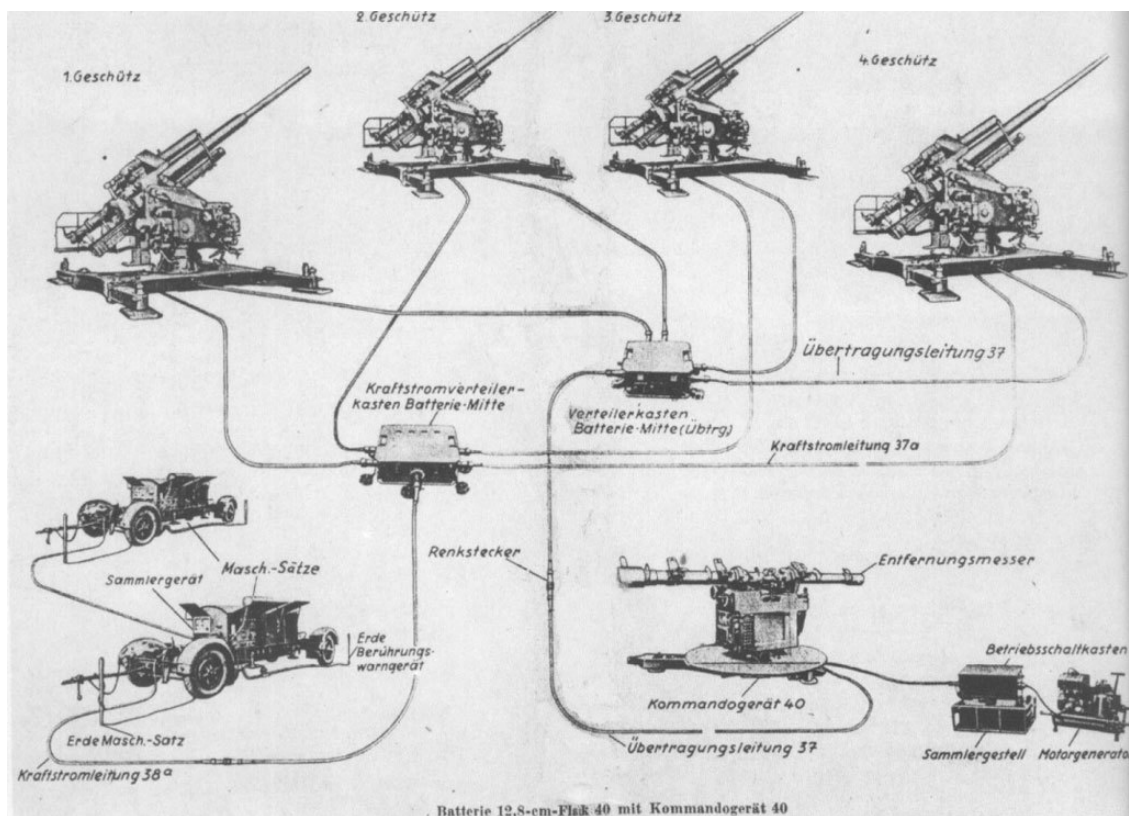 2.Geschütz
3.Geschütz
1.Geschütz
4.Geschütz
Übertragungsleitung 37
Kraftstromverteiler-
kasten Batterie-Mitte
Verteilerkasten
Batterie-Mitte (Übtrg)
Kraftstromleitung 37a
Renkstecker
Entfernungsmesser
Masch.-Sätze
Sammlergerät
Erde
Berührungs-
warngerät
Betriebsschaltkasten
Kommandogerät 40
Erde Masch.-Satz
Übertragungsleitung 37
Sammlergestell
Motorgenerator
Kraftstromleitung 38a
Batterie 12,8-cm-Flak 40 mit Kommandogerät 40